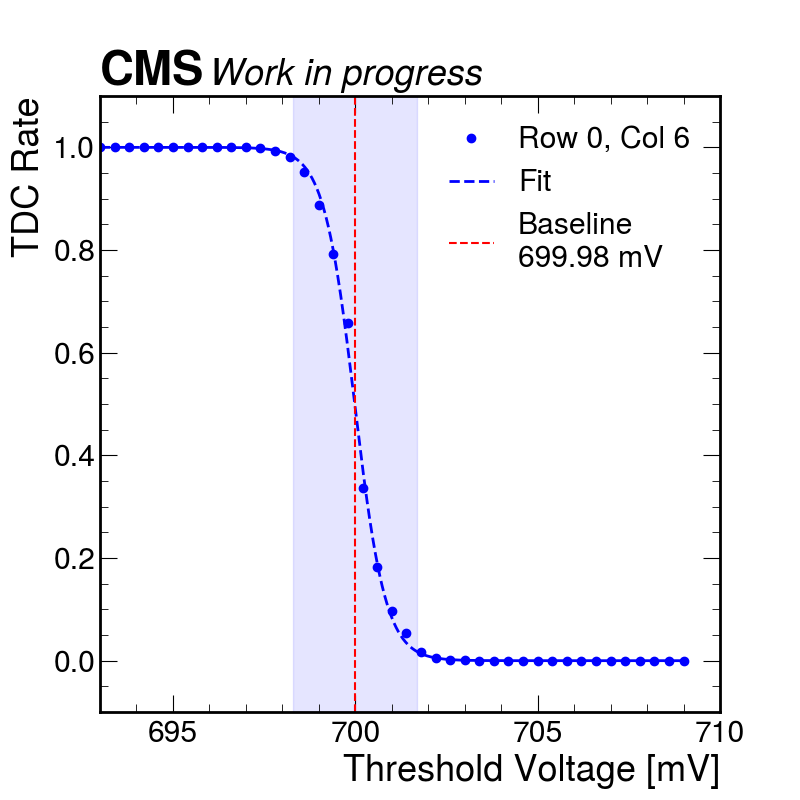 CMS Work in progress
TDC Rate
1.0
0.8
0.6
0.4
0.2
0.0
Row 0, Col 6
Fit
Baseline
699.98 mV
695
700
705
710
Threshold Voltage [mV]